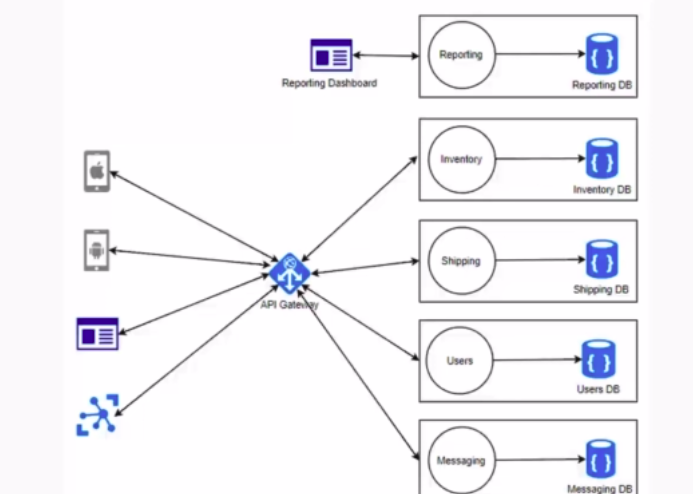 Reporting
Reporting Dashboard
Reporting DB
Inventory
Inventory DB
Shipping
Shipping DB
API Gateway
Users
Users DB
Messaging
Messaging DB